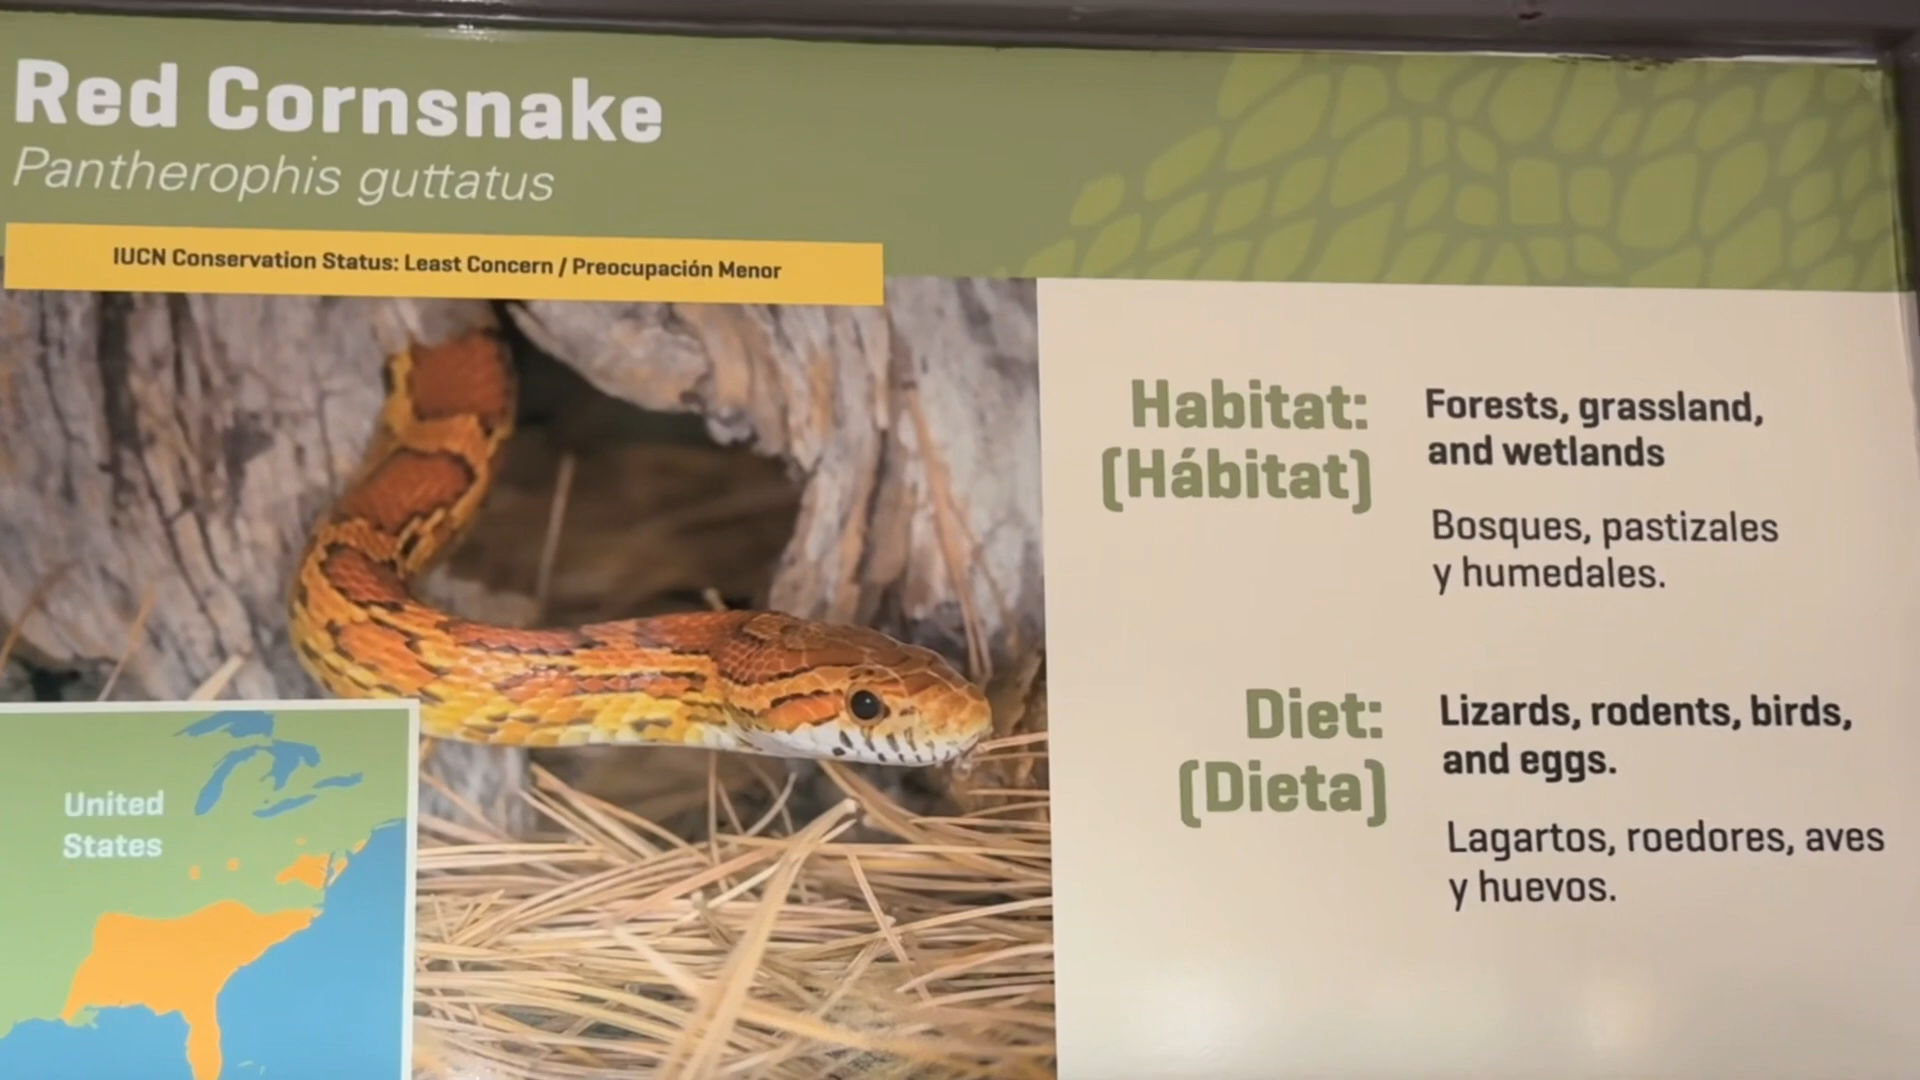 Red Cornsnake
Pantherophis guttatus
IUCN Conservation Status: Least Concern / Preocupación Menor
Habitat:
(Hábitat)
Forests, grassland,
and wetlands
Bosques, pastizales
y humedales.
Diet:
(Dieta)
Lizards, rodents, birds,
and eggs.
Lagartos, roedores, aves
y huevos.
United
States